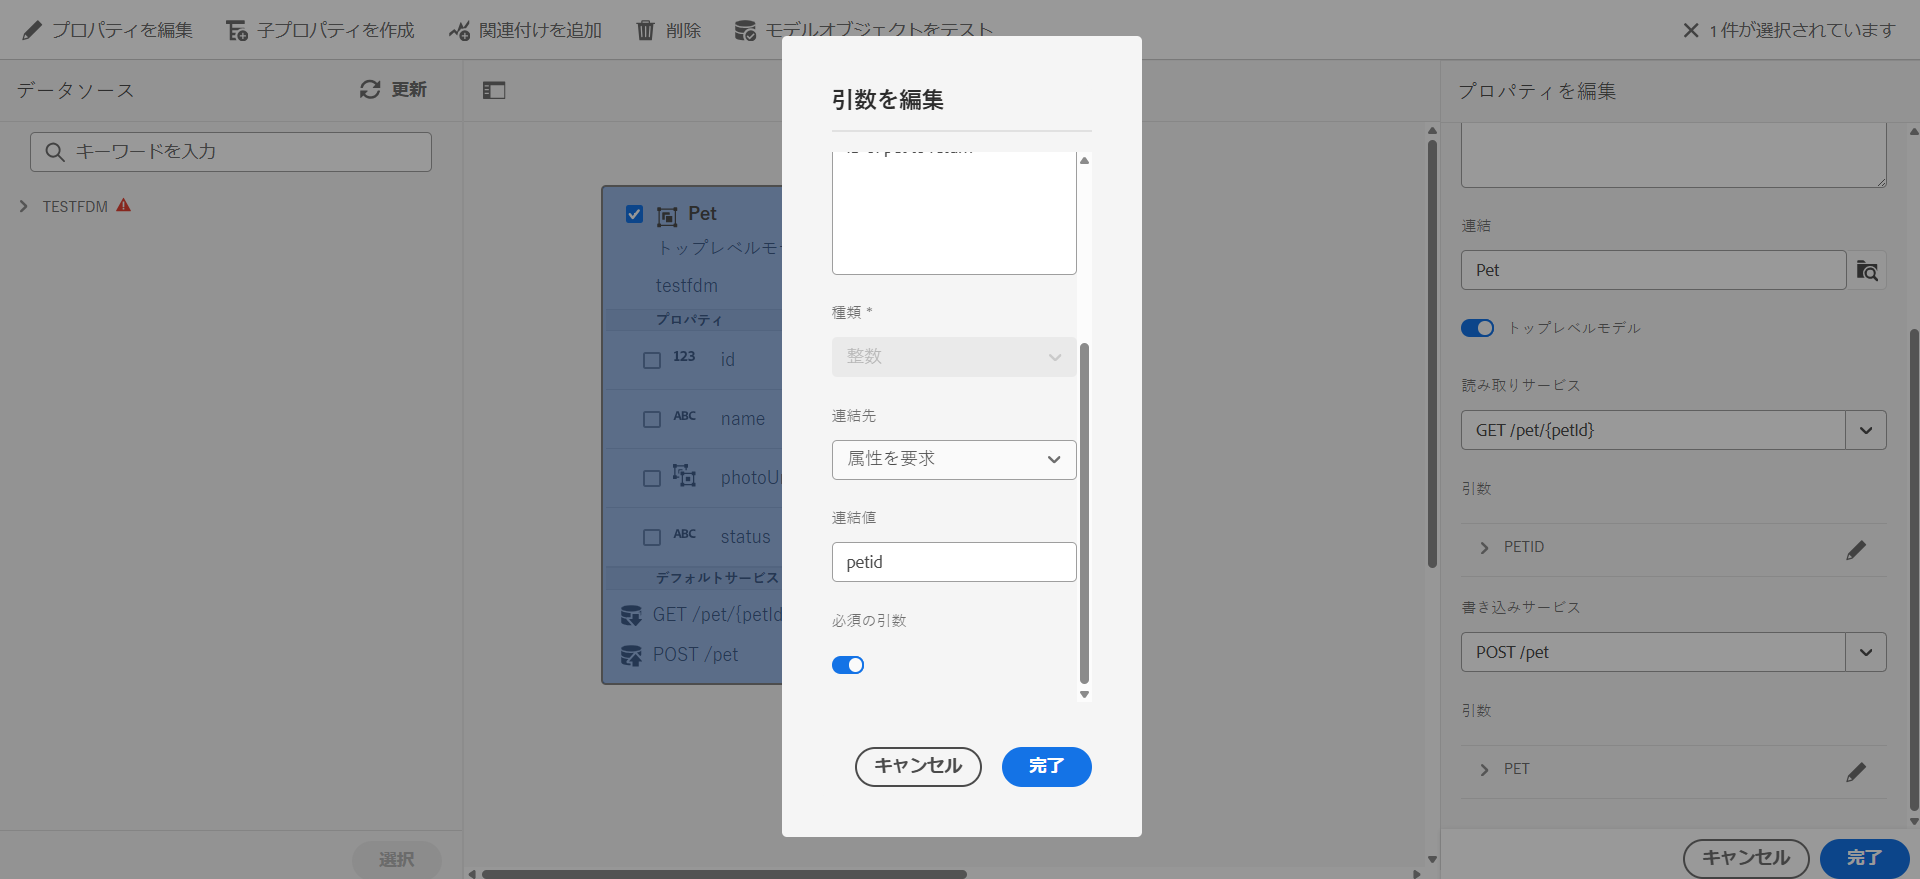 プロパティを編集
子プロパティを作成
関連付けを追加
削除
モデルオブジェクトをテスト
1 件が選択されています
データソース
更新
キーワードを入力
TESTFDM
選択
Pet
トップレベルモ
testfdm
プロパティ
123 id
ABC name
photoU
ABC status
デフォルトサービス
GET /pet/{petId
POST /pet
引数を編集
種類 *
整数
連結先
属性を要求
連結値
petid
必須の引数
キャンセル
完了
プロパティを編集
連結
Pet
トップレベルモデル
読み取りサービス
GET /pet/{petId}
引数
PETID
書き込みサービス
POST /pet
引数
PET
キャンセル
完了